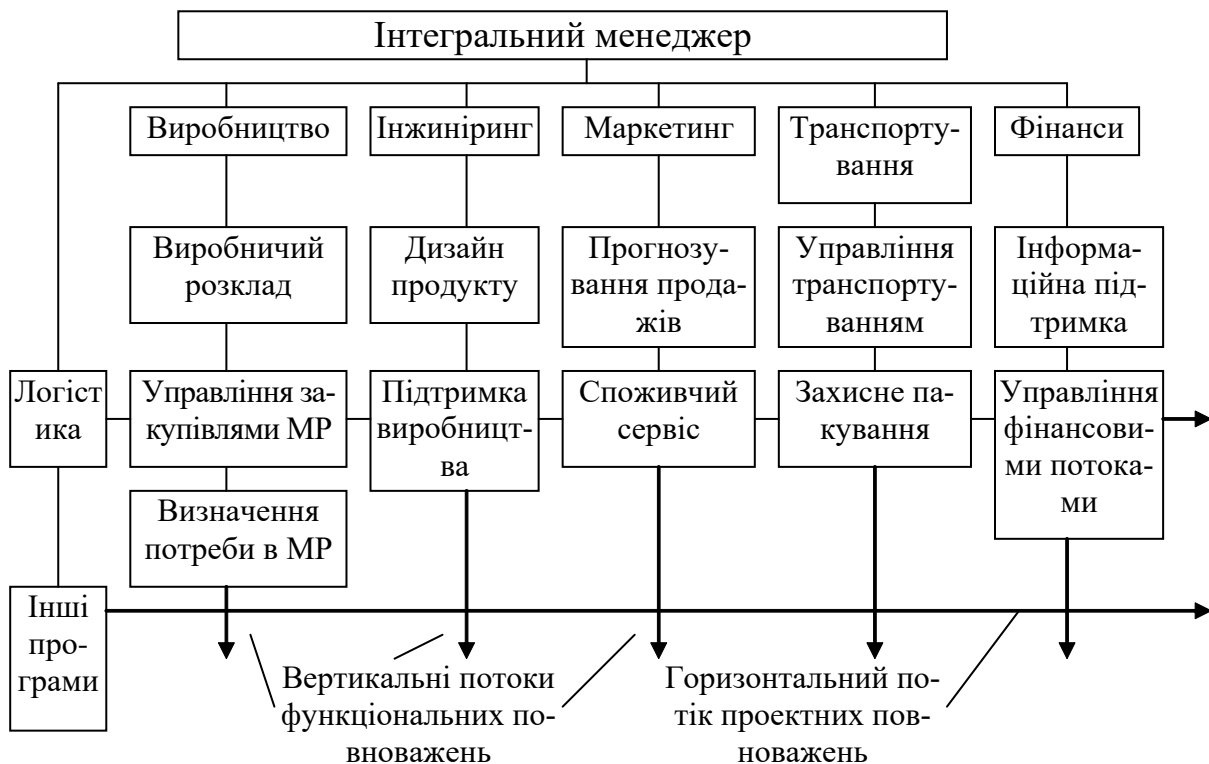 Інтегральний менеджер
Виробництво
Інжиніринг
Маркетинг
Транспорту-
вання
Фінанси
Виробничий
розклад
Дизайн
продукту
Прогнозу-
вання прода-
жів
Управління
транспорту-
ванням
Інформа-
ційна під-
тримка
Логіст
ика
Управління за-
купівлями МР
Підтримка
виробницт-
ва
Споживчий
сервіс
Захисне па-
кування
Управління
фінансови-
ми потока-
ми
Визначення
потреби в МР
Інші
про-
грами
Вертикальні потоки
функціональних по-
вноважень
Горизонтальний по-
тік проектних пов-
новажень